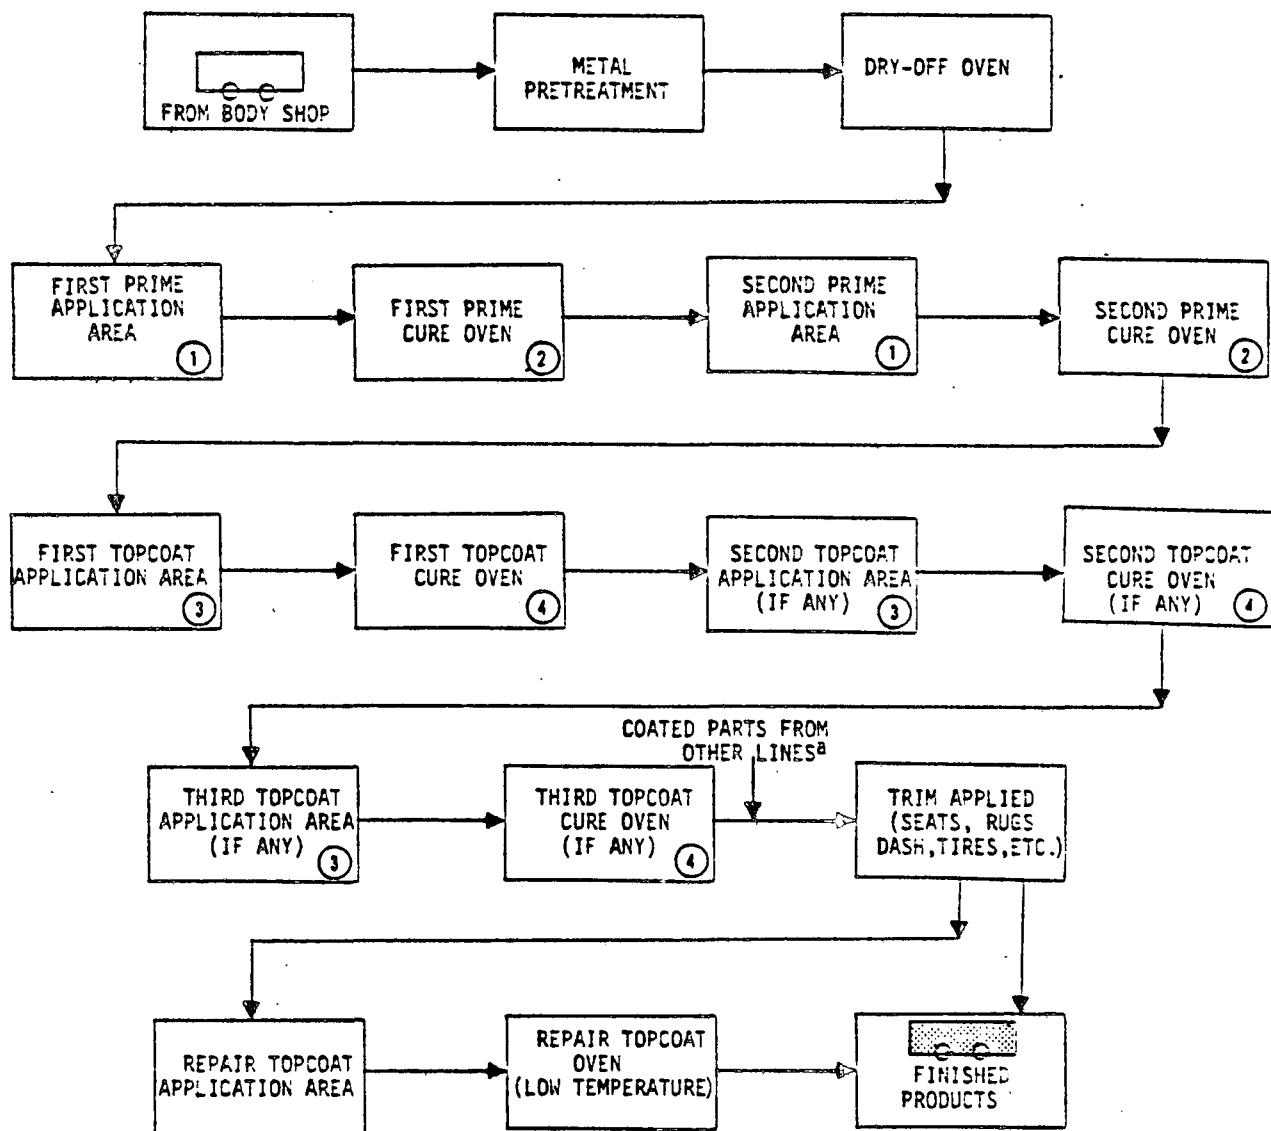 FROM BODY SHOP
METAL
PRETREATMENT
DRY-OFF OVEN
FIRST PRIME
APPLICATION
AREA
1
FIRST PRIME
CURE OVEN
2
SECOND PRIME
APPLICATION
AREA
1
SECOND PRIME
CURE OVEN
2
FIRST TOPCOAT
APPLICATION AREA
3
FIRST TOPCOAT
CURE OVEN
4
SECOND TOPCOAT
APPLICATION AREA
(IF ANY)
3
SECOND TOPCOAT
CURE OVEN
(IF ANY)
4
COATED PARTS FROM
OTHER LINESa
THIRD TOPCOAT
APPLICATION AREA
(IF ANY)
3
THIRD TOPCOAT
CURE OVEN
(IF ANY)
4
TRIM APPLIED
(SEATS, RUGS
DASH,TIRES,ETC.)
REPAIR TOPCOAT
APPLICATION AREA
REPAIR TOPCOAT
OVEN
(LOW TEMPERATURE)
FINISHED
PRODUCTS